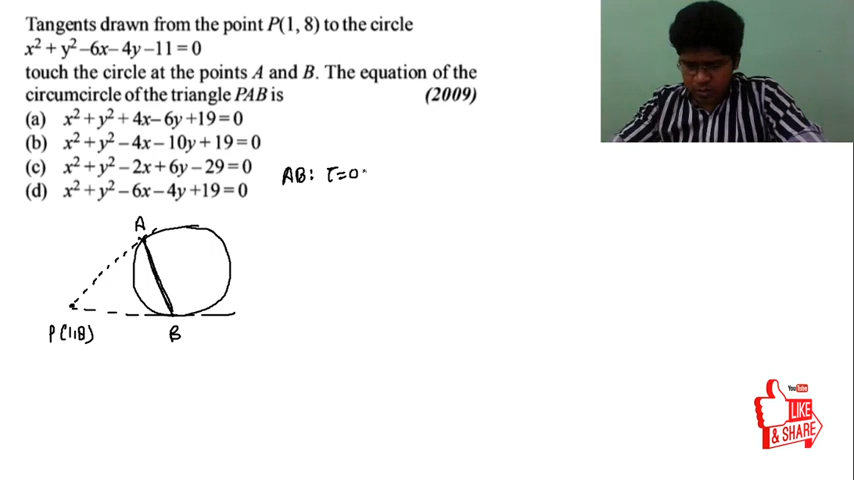 Tangents drawn from the point P(1, 8) to the circle
x² + y² –6x– 4y –11 = 0
touch the circle at the points A and B. The equation of the
circumcircle of the triangle PAB is (2009)
(a) x² + y² + 4x– 6y +19 = 0
(b) x² + y² – 4x – 10y + 19 = 0
(c) x² + y² – 2x + 6y – 29 = 0
(d) x² + y² – 6x – 4y +19 = 0
AB: T=0
A
P(1,8)
B
YouTube
LIKE
& SHARE